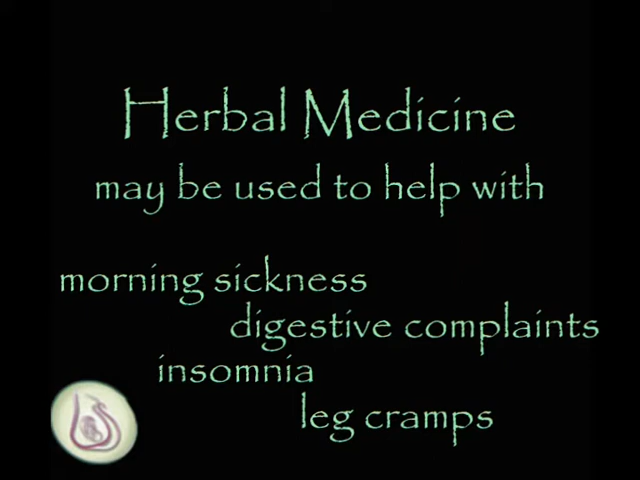 Herbal Medicine
may be used to help with
morning sickness
digestive complaints
insomnia
leg cramps